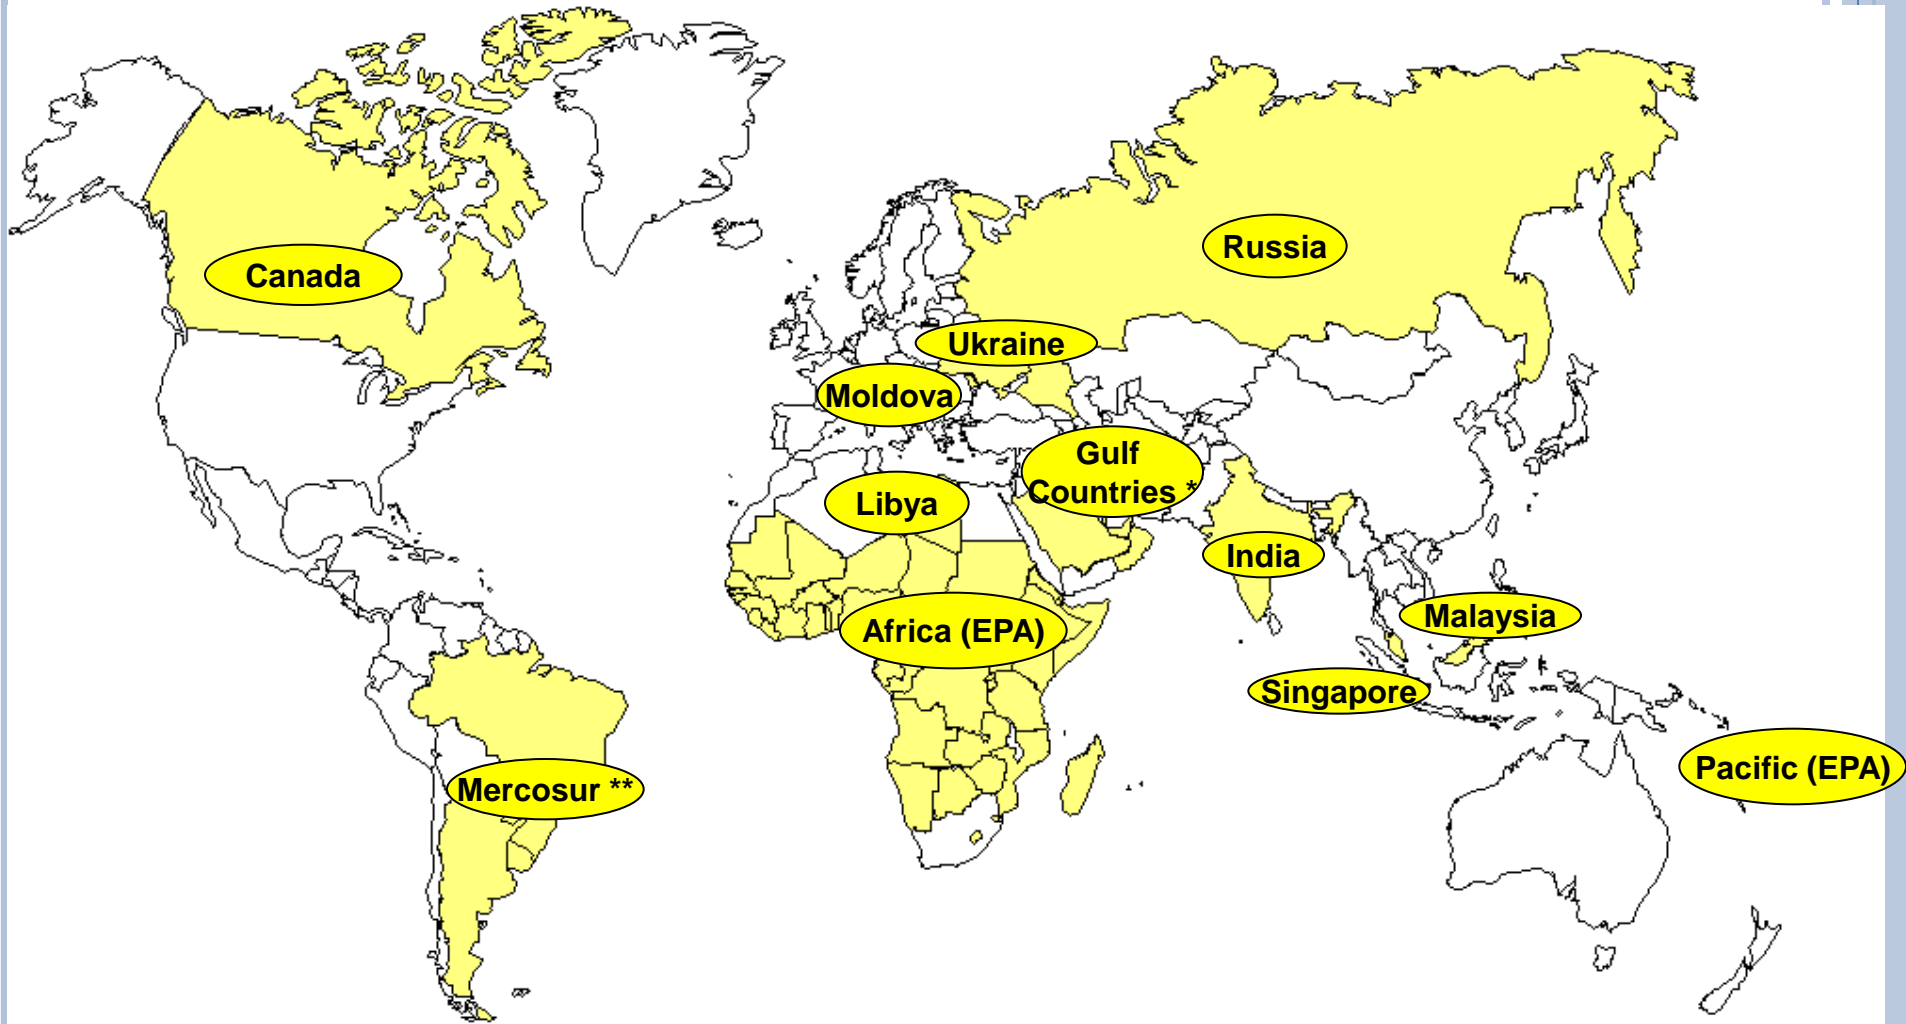 Russia
Canada
Ukraine
Moldova
Gulf
Countries *
Libya
India
Malaysia
Africa (EPA)
Singapore
Pacific (EPA)
Mercosur **